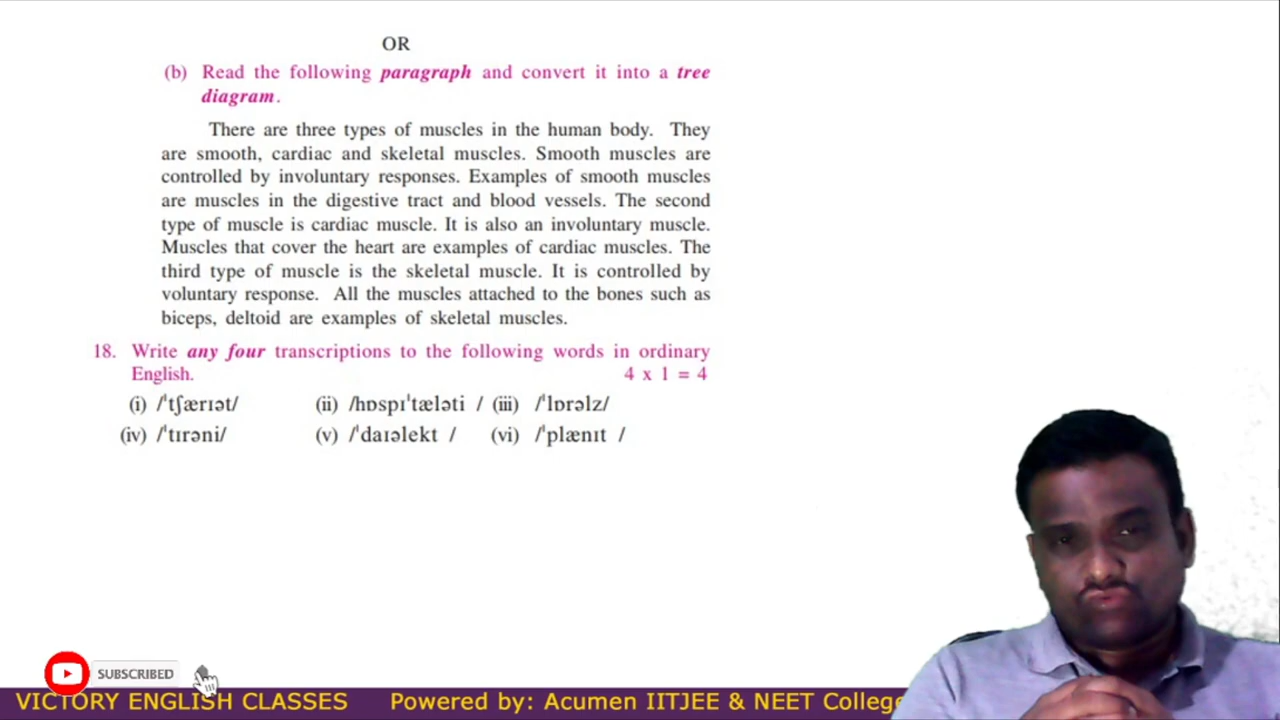 OR
(b) Read the following paragraph and convert it into a tree
diagram.
There are three types of muscles in the human body. They
are smooth, cardiac and skeletal muscles. Smooth muscles are
controlled by involuntary responses. Examples of smooth muscles
are muscles in the digestive tract and blood vessels. The second
type of muscle is cardiac muscle. It is also an involuntary muscle.
Muscles that cover the heart are examples of cardiac muscles. The
third type of muscle is the skeletal muscle. It is controlled by
voluntary response. All the muscles attached to the bones such as
biceps, deltoid are examples of skeletal muscles.
18. Write any four transcriptions to the following words in ordinary
English. 4 x 1 = 4
(i) /ˈtʃærɪət/ (ii) /hɒspɪˈtæləti / (iii) /ˈlɒrəlz/
(iv) /ˈtɪrəni/ (v) /ˈdaɪəlekt / (vi) /ˈplænɪt /
SUBSCRIBED
VICTORY ENGLISH CLASSES Powered by: Acumen IITJEE & NEET College